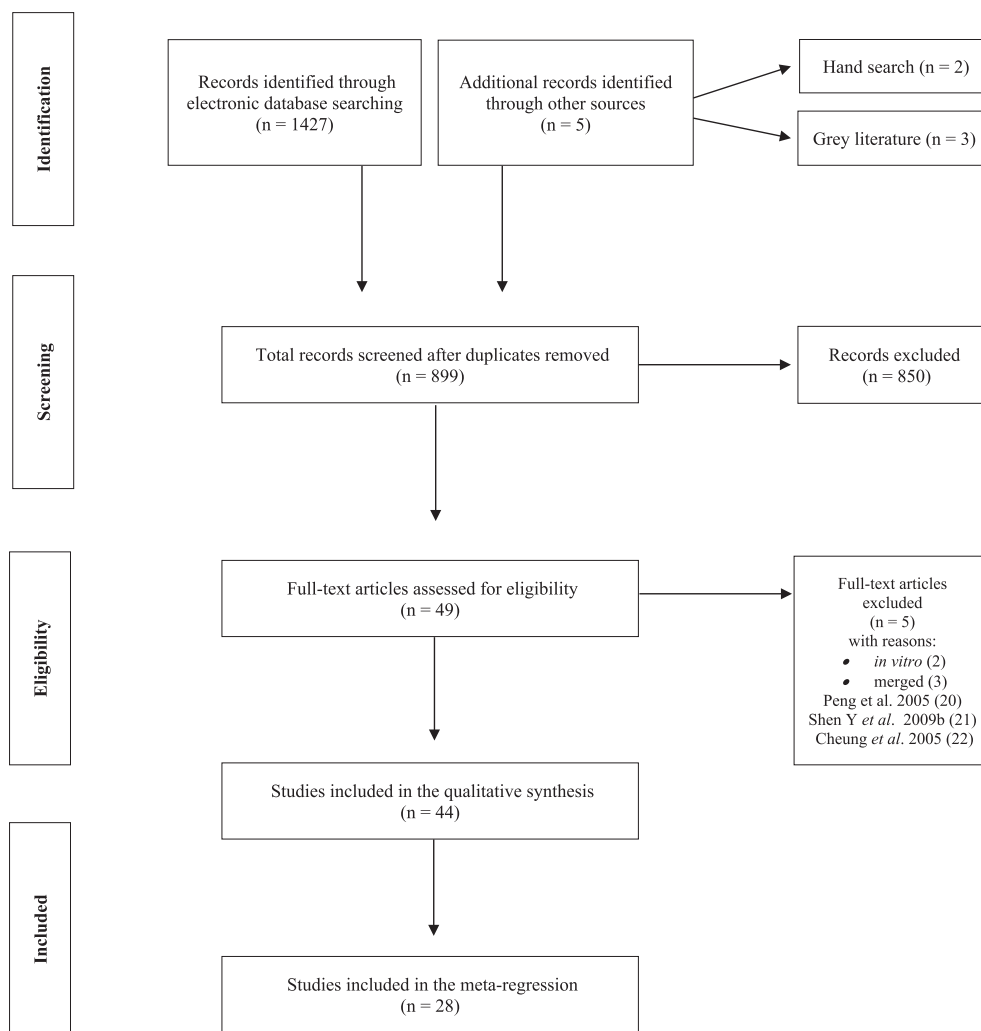 Identification
Records identified through
electronic database searching
(n = 1427)
Additional records identified
through other sources
(n = 5)
Hand search (n = 2)
Grey literature (n = 3)
Screening
Total records screened after duplicates removed
(n = 899)
Records excluded
(n = 850)
Eligibility
Full-text articles assessed for eligibility
(n = 49)
Full-text articles
excluded
(n = 5)
with reasons:
• in vitro (2)
• merged (3)
Peng et al. 2005 (20)
Shen Y et al. 2009b (21)
Cheung et al. 2005 (22)
Studies included in the qualitative synthesis
(n = 44)
Included
Studies included in the meta-regression
(n = 28)